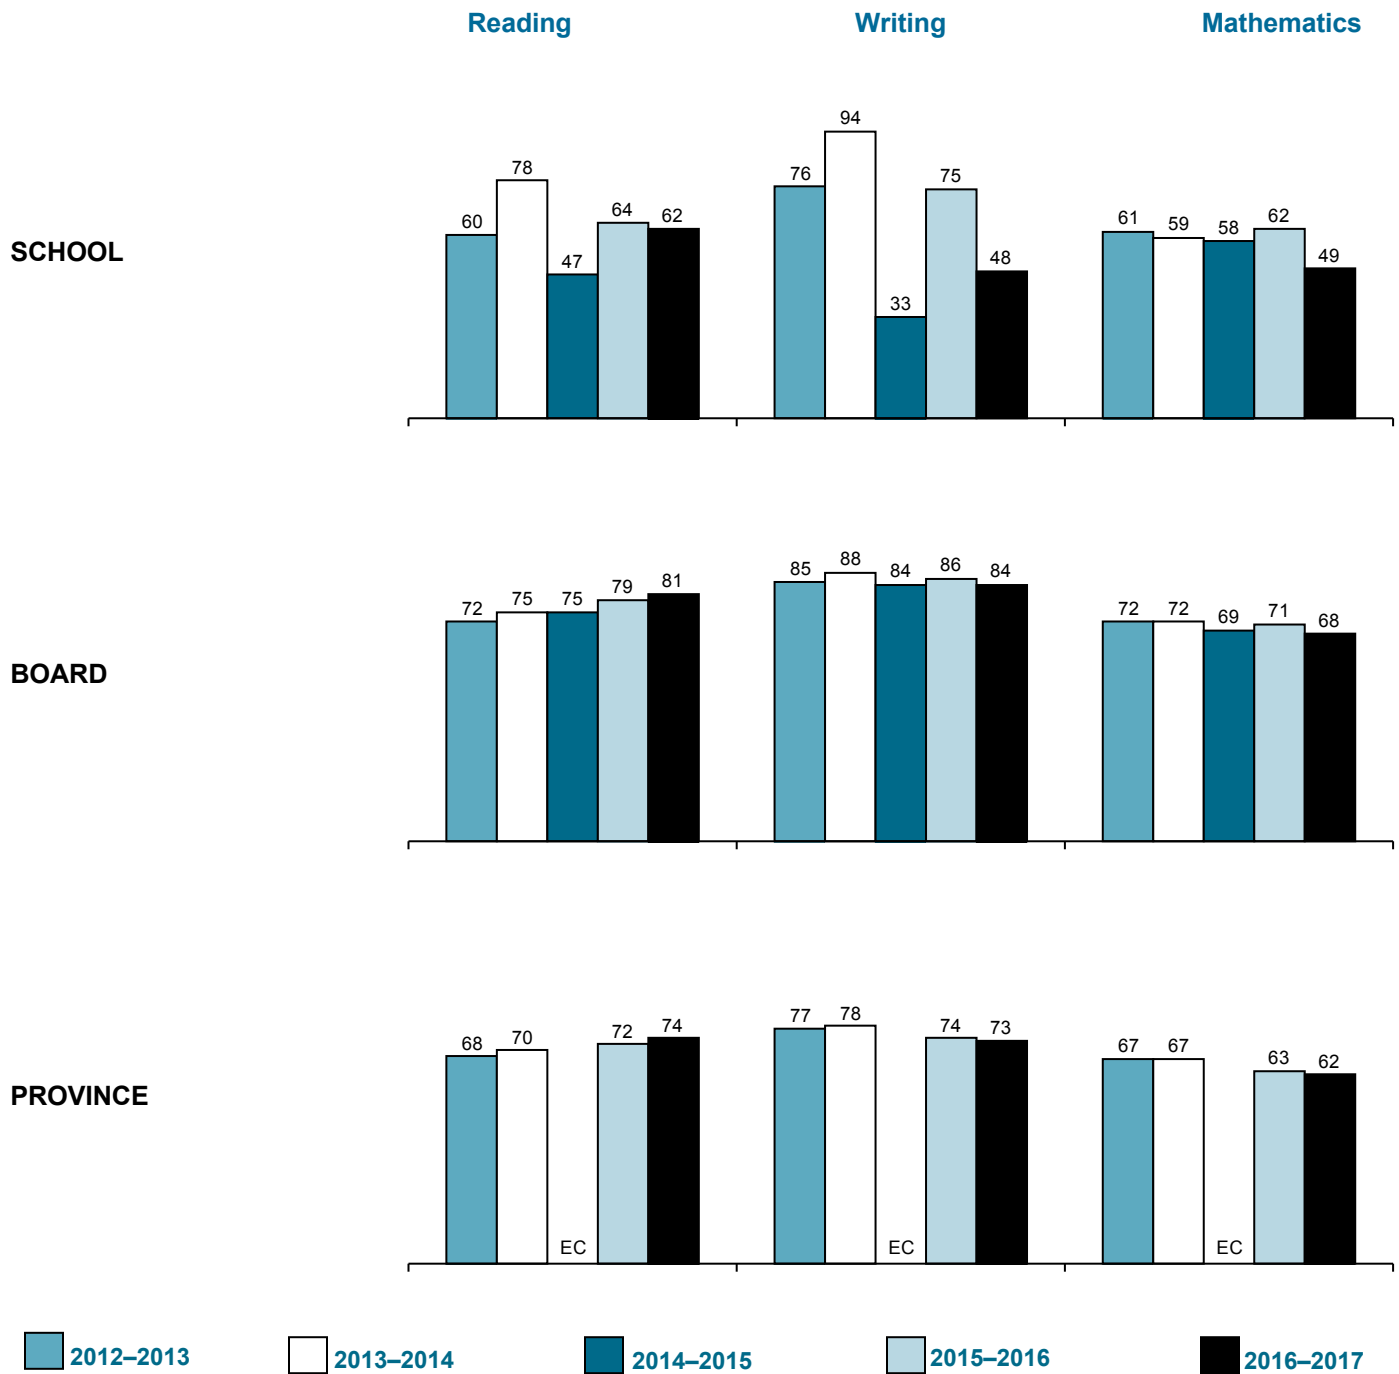 Reading Writing Mathematics
SCHOOL
60 78 47 64 62 76 94 33 75 48 61 59 58 62 49
BOARD
72 75 75 79 81 85 88 84 86 84 72 72 69 71 68
PROVINCE
68 70 EC 72 74 77 78 EC 74 73 67 67 EC 63 62
2012–2013 2013–2014 2014–2015 2015–2016 2016–2017